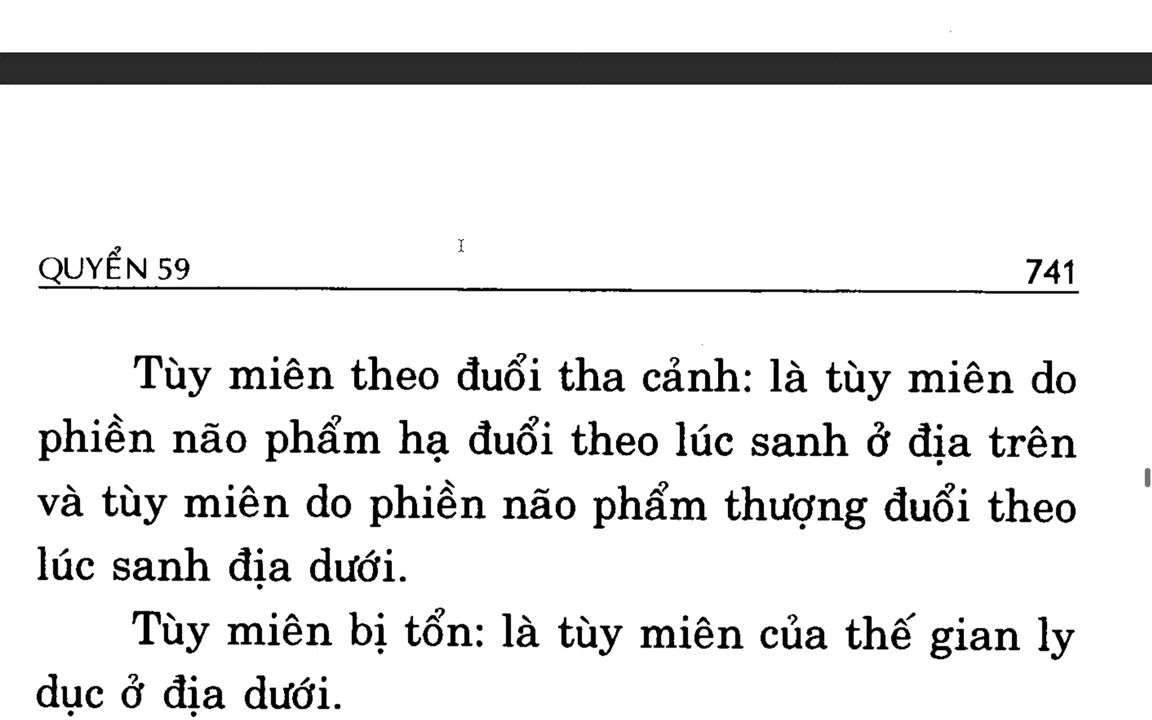 QUYỂN 59 741
Tùy miên theo đuổi tha cảnh: là tùy miên do
phiền não phẩm hạ đuổi theo lúc sanh ở địa trên
và tùy miên do phiền não phẩm thượng đuổi theo
lúc sanh địa dưới.
Tùy miên bị tổn: là tùy miên của thế gian ly
dục ở địa dưới.